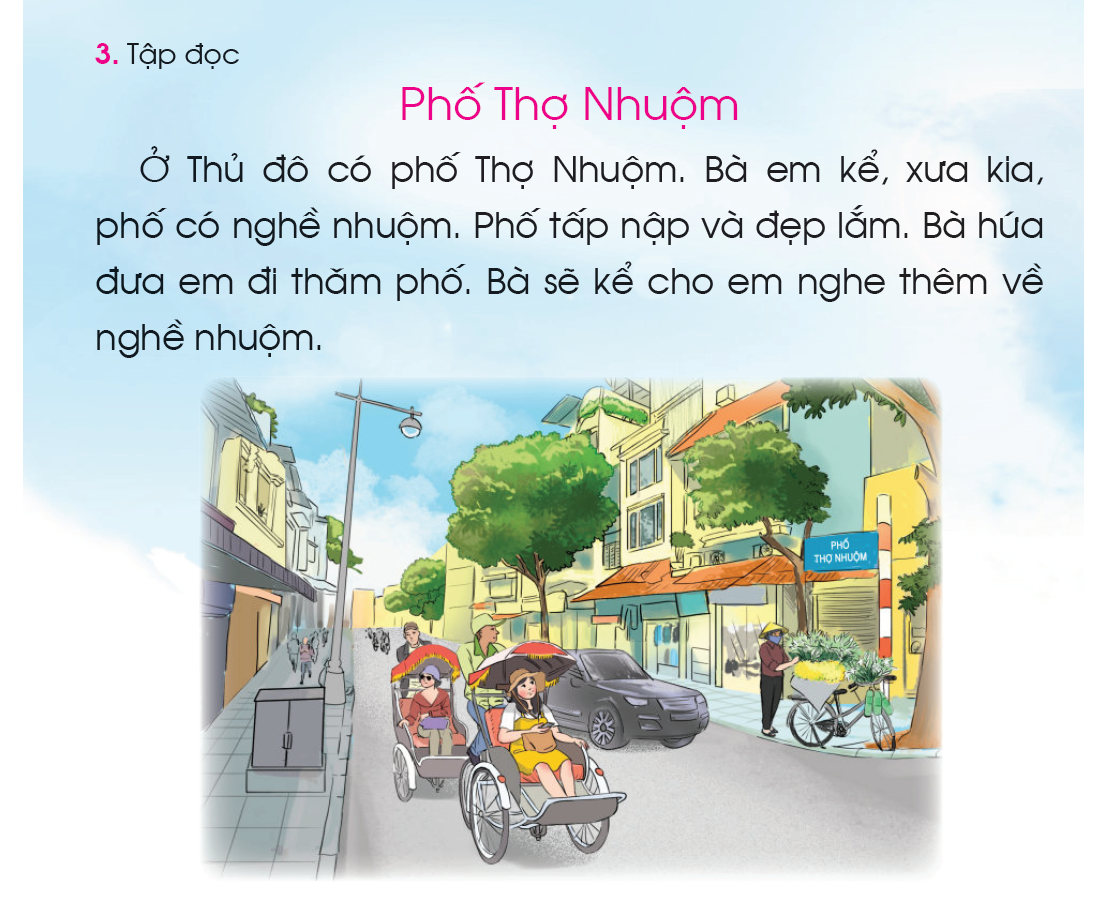 3. Tập đọc
Phố Thợ Nhuộm
Ở Thủ đô có phố Thợ Nhuộm. Bà em kể, xưa kia,
phố có nghề nhuộm. Phố tấp nập và đẹp lắm. Bà hứa
đưa em đi thăm phố. Bà sẽ kể cho em nghe thêm về
nghề nhuộm.
PHỐ
THỢ NHUỘM